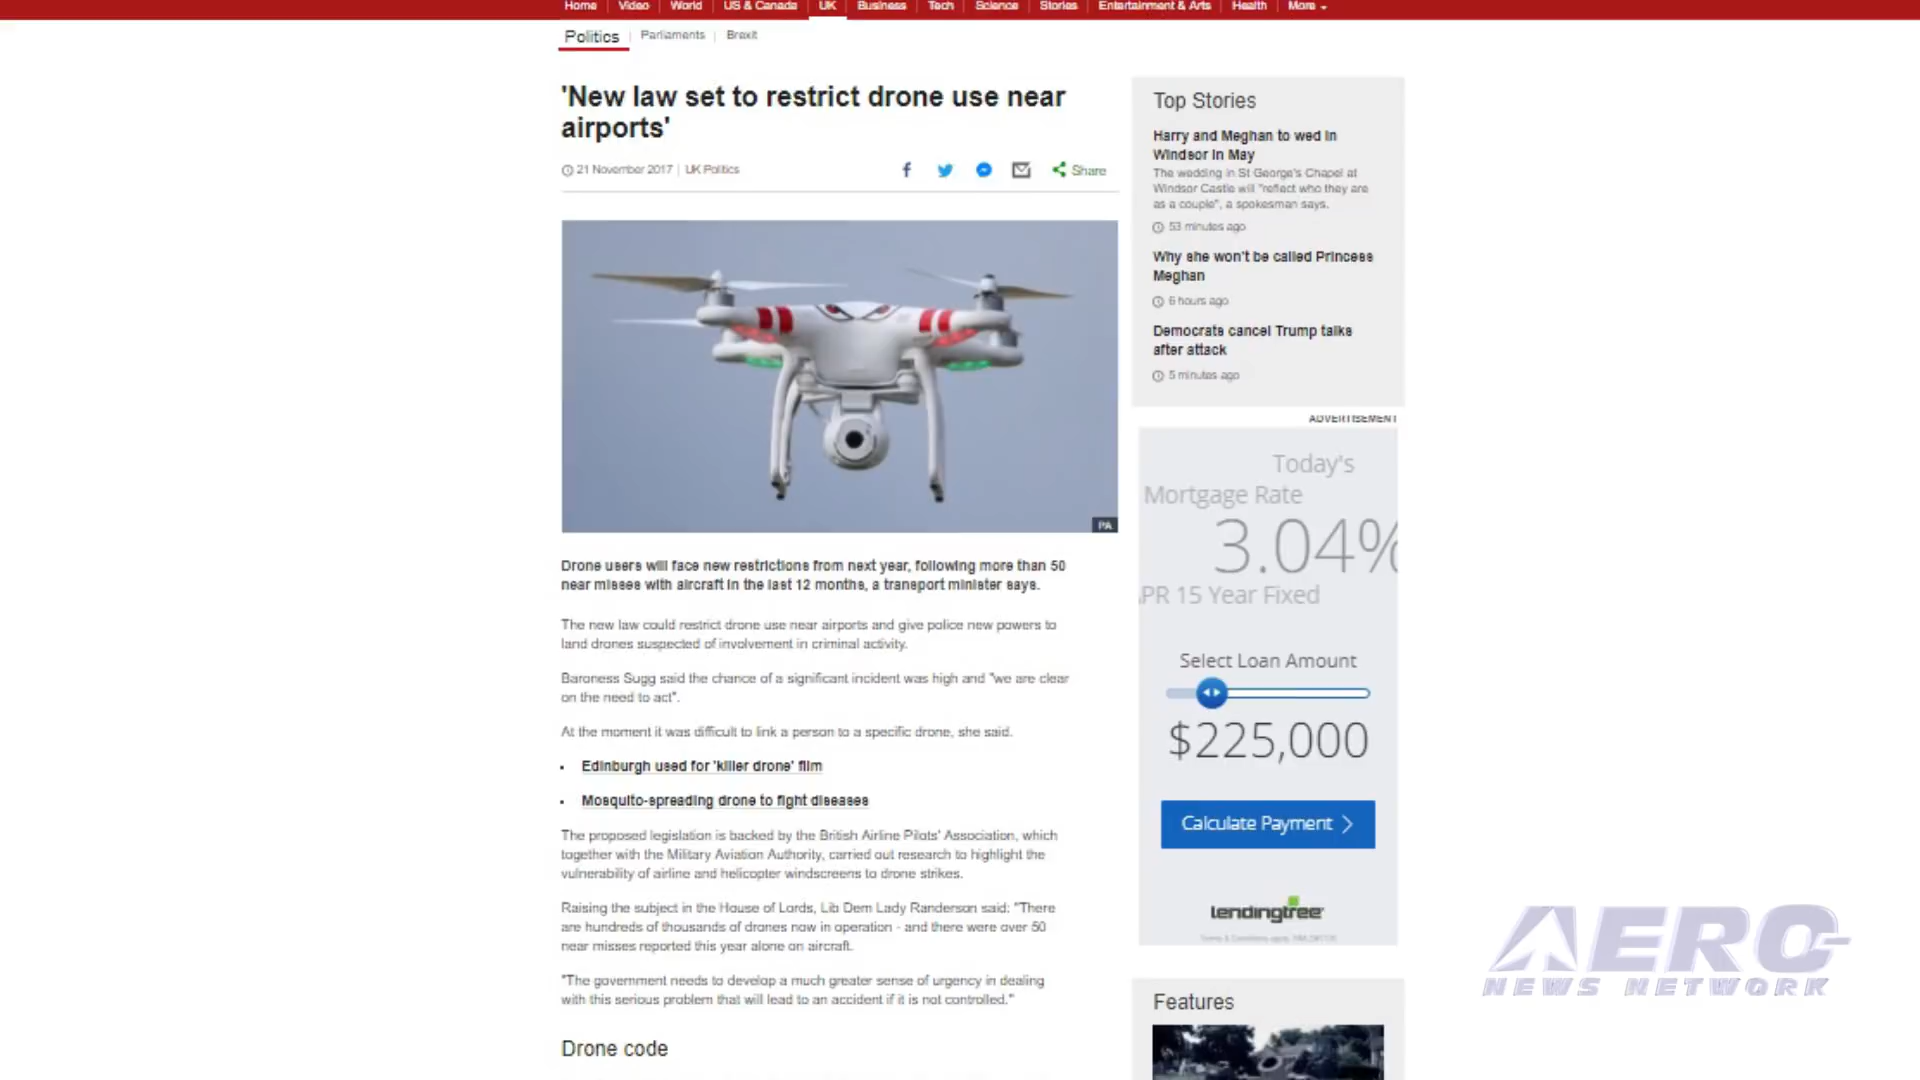 Home Video World US & Canada UK Business Tech Science Stories Entertainment & Arts Health More
Politics Parliaments Brexit
'New law set to restrict drone use near
airports'
21 November 2017 UK Politics
Share
PA
Drone users will face new restrictions from next year, following more than 50
near misses with aircraft in the last 12 months, a transport minister says.
The new law could restrict drone use near airports and give police new powers to
land drones suspected of involvement in criminal activity.
Baroness Sugg said the chance of a significant incident was high and "we are clear
on the need to act".
At the moment it was difficult to link a person to a specific drone, she said.
Edinburgh used for 'killer drone' film
Mosquito-spreading drone to fight diseases
The proposed legislation is backed by the British Airline Pilots' Association, which
together with the Military Aviation Authority, carried out research to highlight the
vulnerability of airline and helicopter windscreens to drone strikes.
Raising the subject in the House of Lords, Lib Dem Lady Randerson said: "There
are hundreds of thousands of drones now in operation - and there were over 50
near misses reported this year alone on aircraft.
"The government needs to develop a much greater sense of urgency in dealing
with this serious problem that will lead to an accident if it is not controlled."
Drone code
Top Stories
Harry and Meghan to wed in
Windsor in May
The wedding in St George's Chapel at
Windsor Castle will "reflect who they are
as a couple", a spokesman says.
53 minutes ago
Why she won't be called Princess
Meghan
6 hours ago
Democrats cancel Trump talks
after attack
5 minutes ago
ADVERTISEMENT
Today's
Mortgage Rate
3.04%
APR 15 Year Fixed
Select Loan Amount
$225,000
Calculate Payment
lendingtree
Features
AERO
NEWS NETWORK